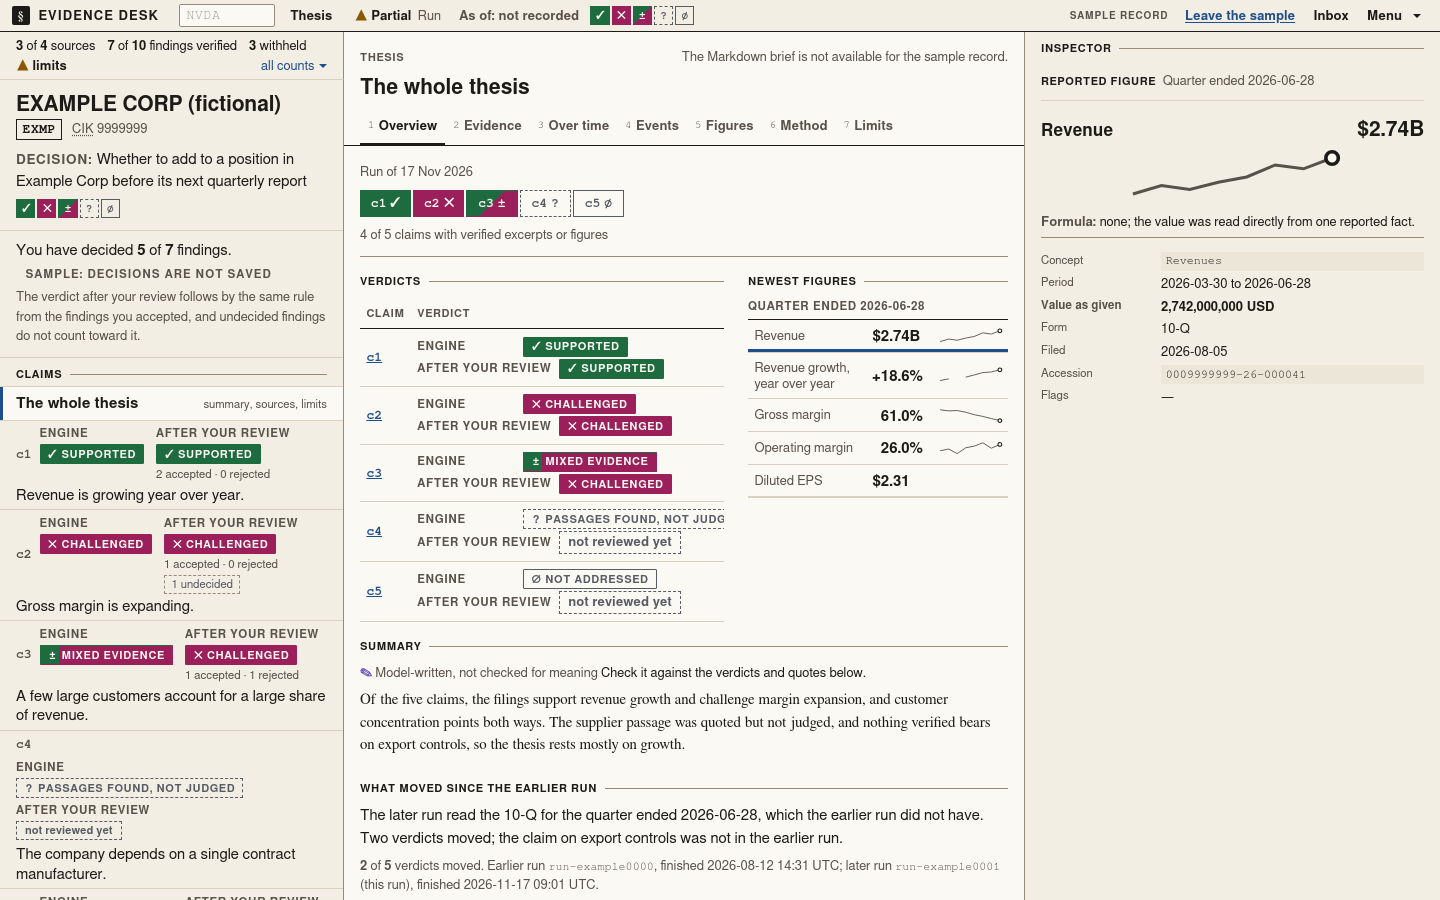 § EVIDENCE DESK NVDA Thesis Partial Run As of: not recorded ✓ ✕ ± ? ∅ SAMPLE RECORD Leave the sample Inbox Menu
3 of 4 sources 7 of 10 findings verified 3 withheld
limits all counts
EXAMPLE CORP (fictional)
EXMP CIK 9999999
DECISION: Whether to add to a position in
Example Corp before its next quarterly report
✓ ✕ ± ? ∅
You have decided 5 of 7 findings.
SAMPLE: DECISIONS ARE NOT SAVED
The verdict after your review follows by the same rule
from the findings you accepted, and undecided findings
do not count toward it.
CLAIMS
The whole thesis summary, sources, limits
ENGINE AFTER YOUR REVIEW
c1 ✓ SUPPORTED ✓ SUPPORTED
2 accepted · 0 rejected
Revenue is growing year over year.
ENGINE AFTER YOUR REVIEW
c2 ✕ CHALLENGED ✕ CHALLENGED
1 accepted · 0 rejected
1 undecided
Gross margin is expanding.
ENGINE AFTER YOUR REVIEW
c3 ± MIXED EVIDENCE ✕ CHALLENGED
1 accepted · 1 rejected
A few large customers account for a large share
of revenue.
c4
ENGINE
? PASSAGES FOUND, NOT JUDGED
AFTER YOUR REVIEW
not reviewed yet
The company depends on a single contract
manufacturer.
THESIS The Markdown brief is not available for the sample record.
The whole thesis
1 Overview 2 Evidence 3 Over time 4 Events 5 Figures 6 Method 7 Limits
Run of 17 Nov 2026
c1 ✓ c2 ✕ c3 ± c4 ? c5 ∅
4 of 5 claims with verified excerpts or figures
VERDICTS
CLAIM VERDICT
c1 ENGINE ✓ SUPPORTED
AFTER YOUR REVIEW ✓ SUPPORTED
c2 ENGINE ✕ CHALLENGED
AFTER YOUR REVIEW ✕ CHALLENGED
c3 ENGINE ± MIXED EVIDENCE
AFTER YOUR REVIEW ✕ CHALLENGED
c4 ENGINE ? PASSAGES FOUND, NOT JUDG
AFTER YOUR REVIEW not reviewed yet
c5 ENGINE ∅ NOT ADDRESSED
AFTER YOUR REVIEW not reviewed yet
NEWEST FIGURES
QUARTER ENDED 2026-06-28
Revenue $2.74B
Revenue growth,
year over year +18.6%
Gross margin 61.0%
Operating margin 26.0%
Diluted EPS $2.31
SUMMARY
✎ Model-written, not checked for meaning Check it against the verdicts and quotes below.
Of the five claims, the filings support revenue growth and challenge margin expansion, and customer
concentration points both ways. The supplier passage was quoted but not judged, and nothing verified bears
on export controls, so the thesis rests mostly on growth.
WHAT MOVED SINCE THE EARLIER RUN
The later run read the 10-Q for the quarter ended 2026-06-28, which the earlier run did not have.
Two verdicts moved; the claim on export controls was not in the earlier run.
2 of 5 verdicts moved. Earlier run run-example0000, finished 2026-08-12 14:31 UTC; later run run-example0001
(this run), finished 2026-11-17 09:01 UTC.
INSPECTOR
REPORTED FIGURE Quarter ended 2026-06-28
Revenue $2.74B
Formula: none; the value was read directly from one reported fact.
Concept Revenues
Period 2026-03-30 to 2026-06-28
Value as given 2,742,000,000 USD
Form 10-Q
Filed 2026-08-05
Accession 0009999999-26-000041
Flags —